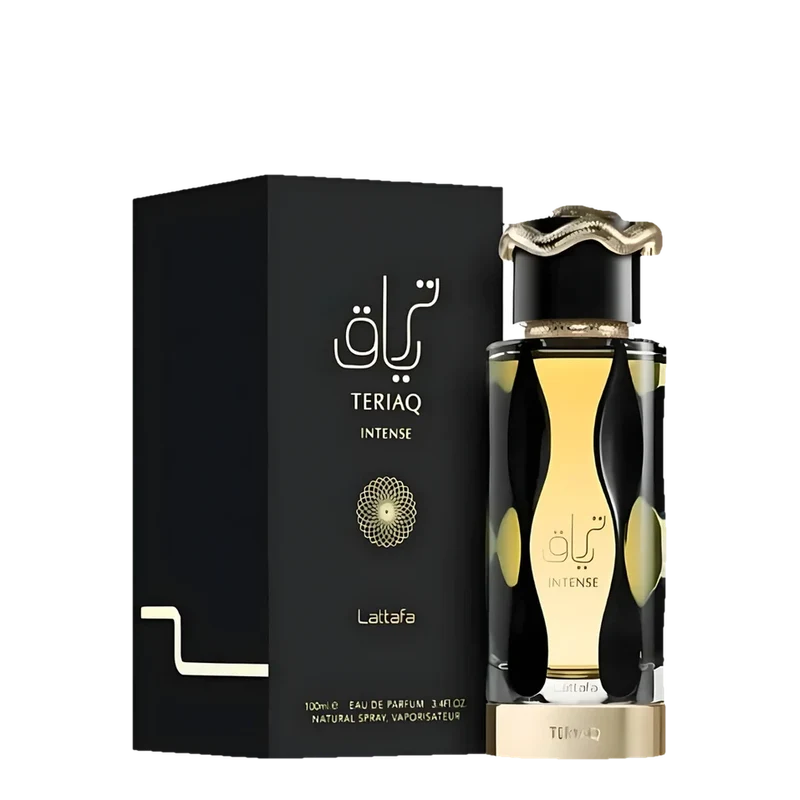 ترياق
TERIAQ
INTENSE
Lattafa
100ml e EAU DE PARFUM 3.4Fl OZ
NATURAL SPRAY, VAPORISATEUR
ترياق
INTENSE
Lattafa
TERIAQ